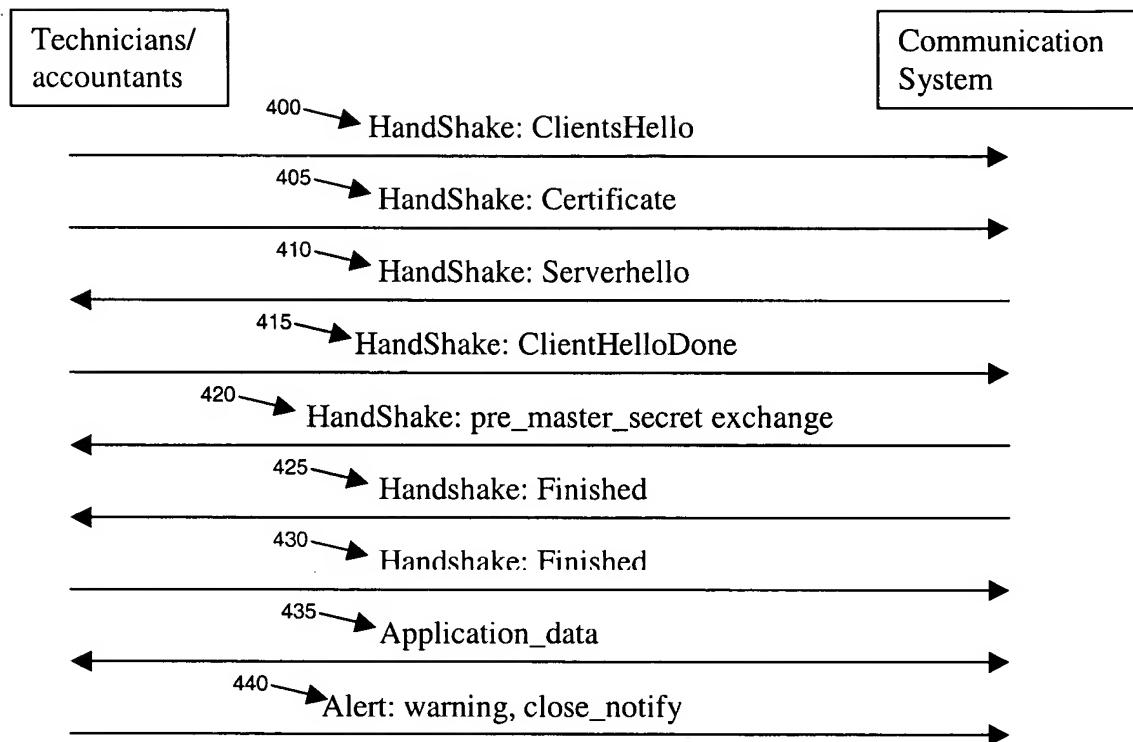 Technicians/
accountants
Communication
System
400
HandShake: ClientsHello
405
HandShake: Certificate
410
HandShake: Serverhello
415
HandShake: ClientHelloDone
420
HandShake: pre_master_secret exchange
425
Handshake: Finished
430
Handshake: Finished
435
Application_data
440
Alert: warning, close_notify